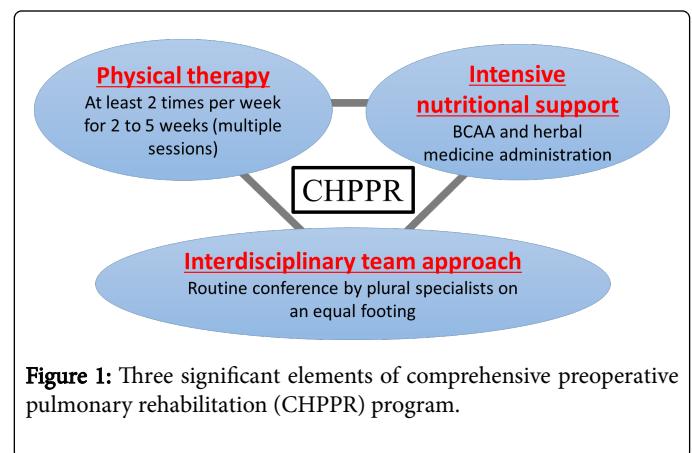 Physical therapy
At least 2 times per week
for 2 to 5 weeks (multiple
sessions)
Intensive
nutritional support
BCAA and herbal
medicine administration
CHPPR
Interdisciplinary team approach
Routine conference by plural specialists on
an equal footing
Figure 1: Three significant elements of comprehensive preoperative
pulmonary rehabilitation (CHPPR) program.